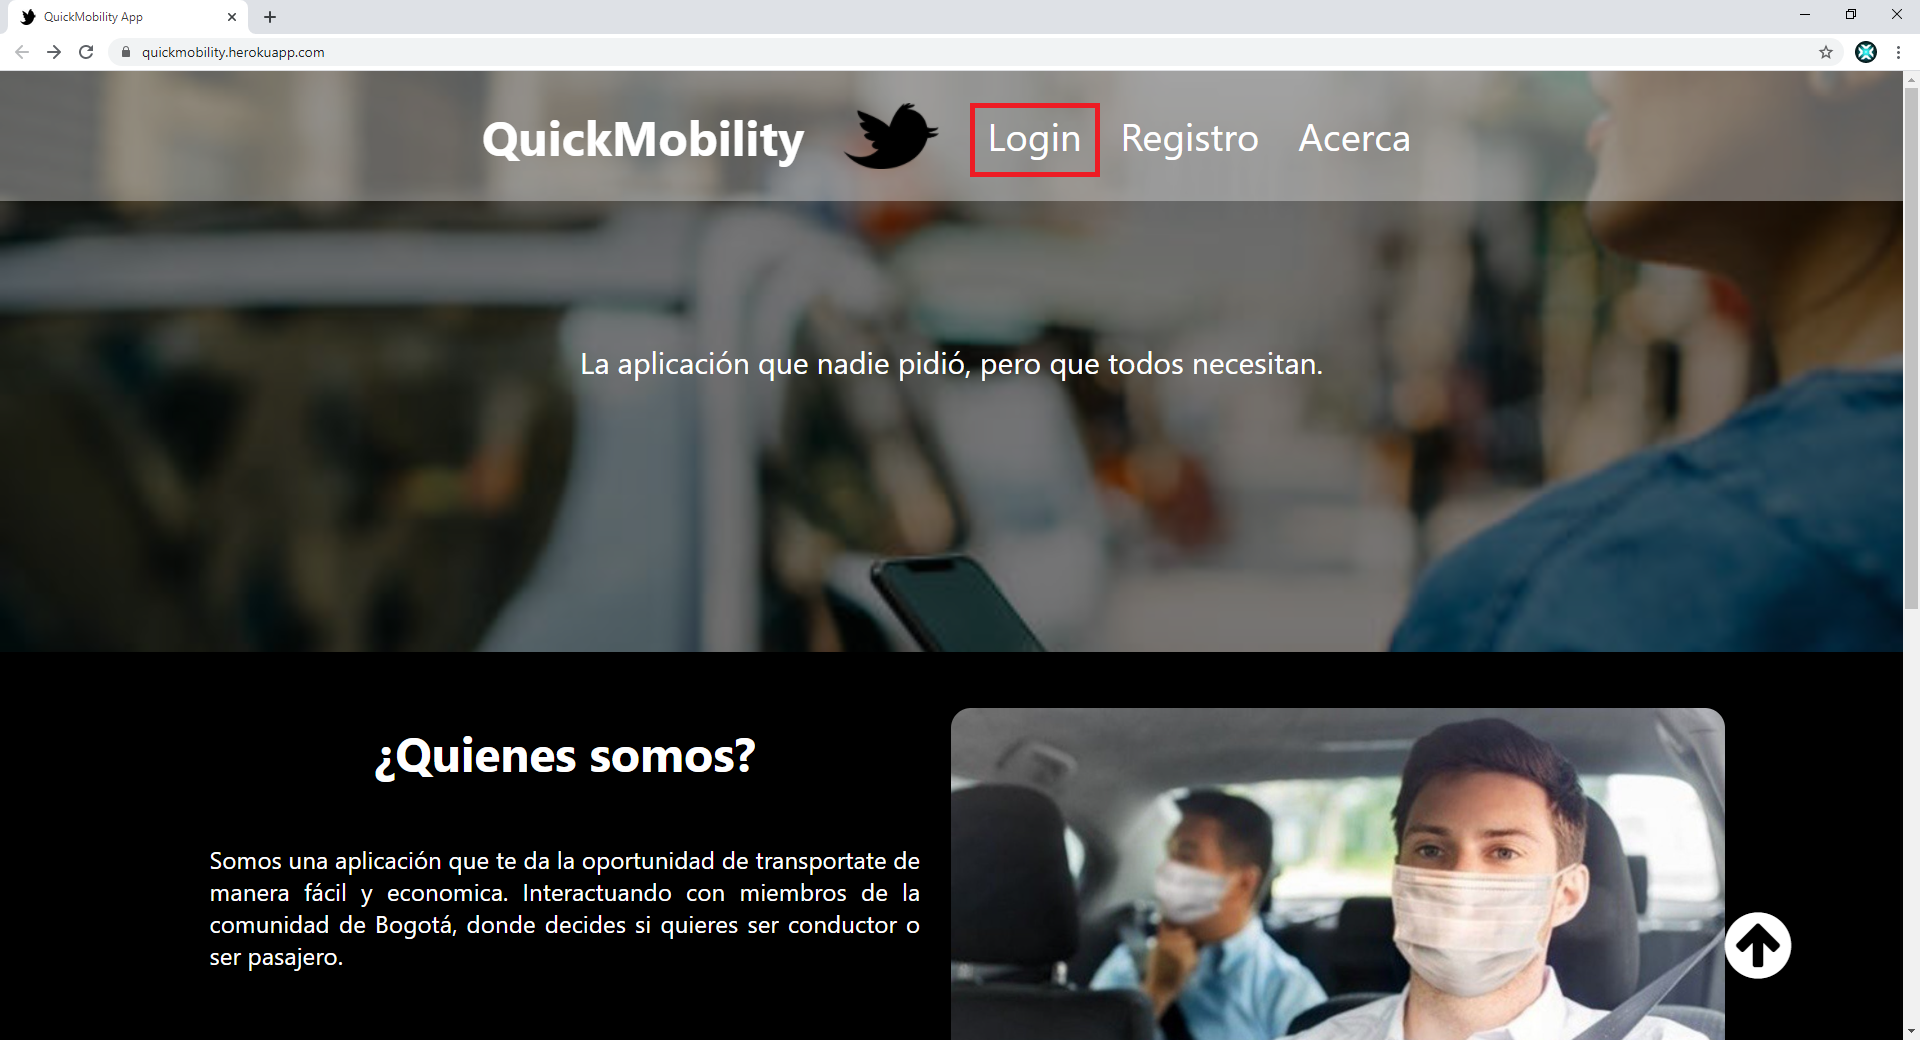 QuickMobility App
quickmobility.herokuapp.com
QuickMobility Login Registro Acerca
La aplicación que nadie pidió, pero que todos necesitan.
¿Quienes somos?
Somos una aplicación que te da la oportunidad de transportate de
manera fácil y economica. Interactuando con miembros de la
comunidad de Bogotá, donde decides si quieres ser conductor o
ser pasajero.